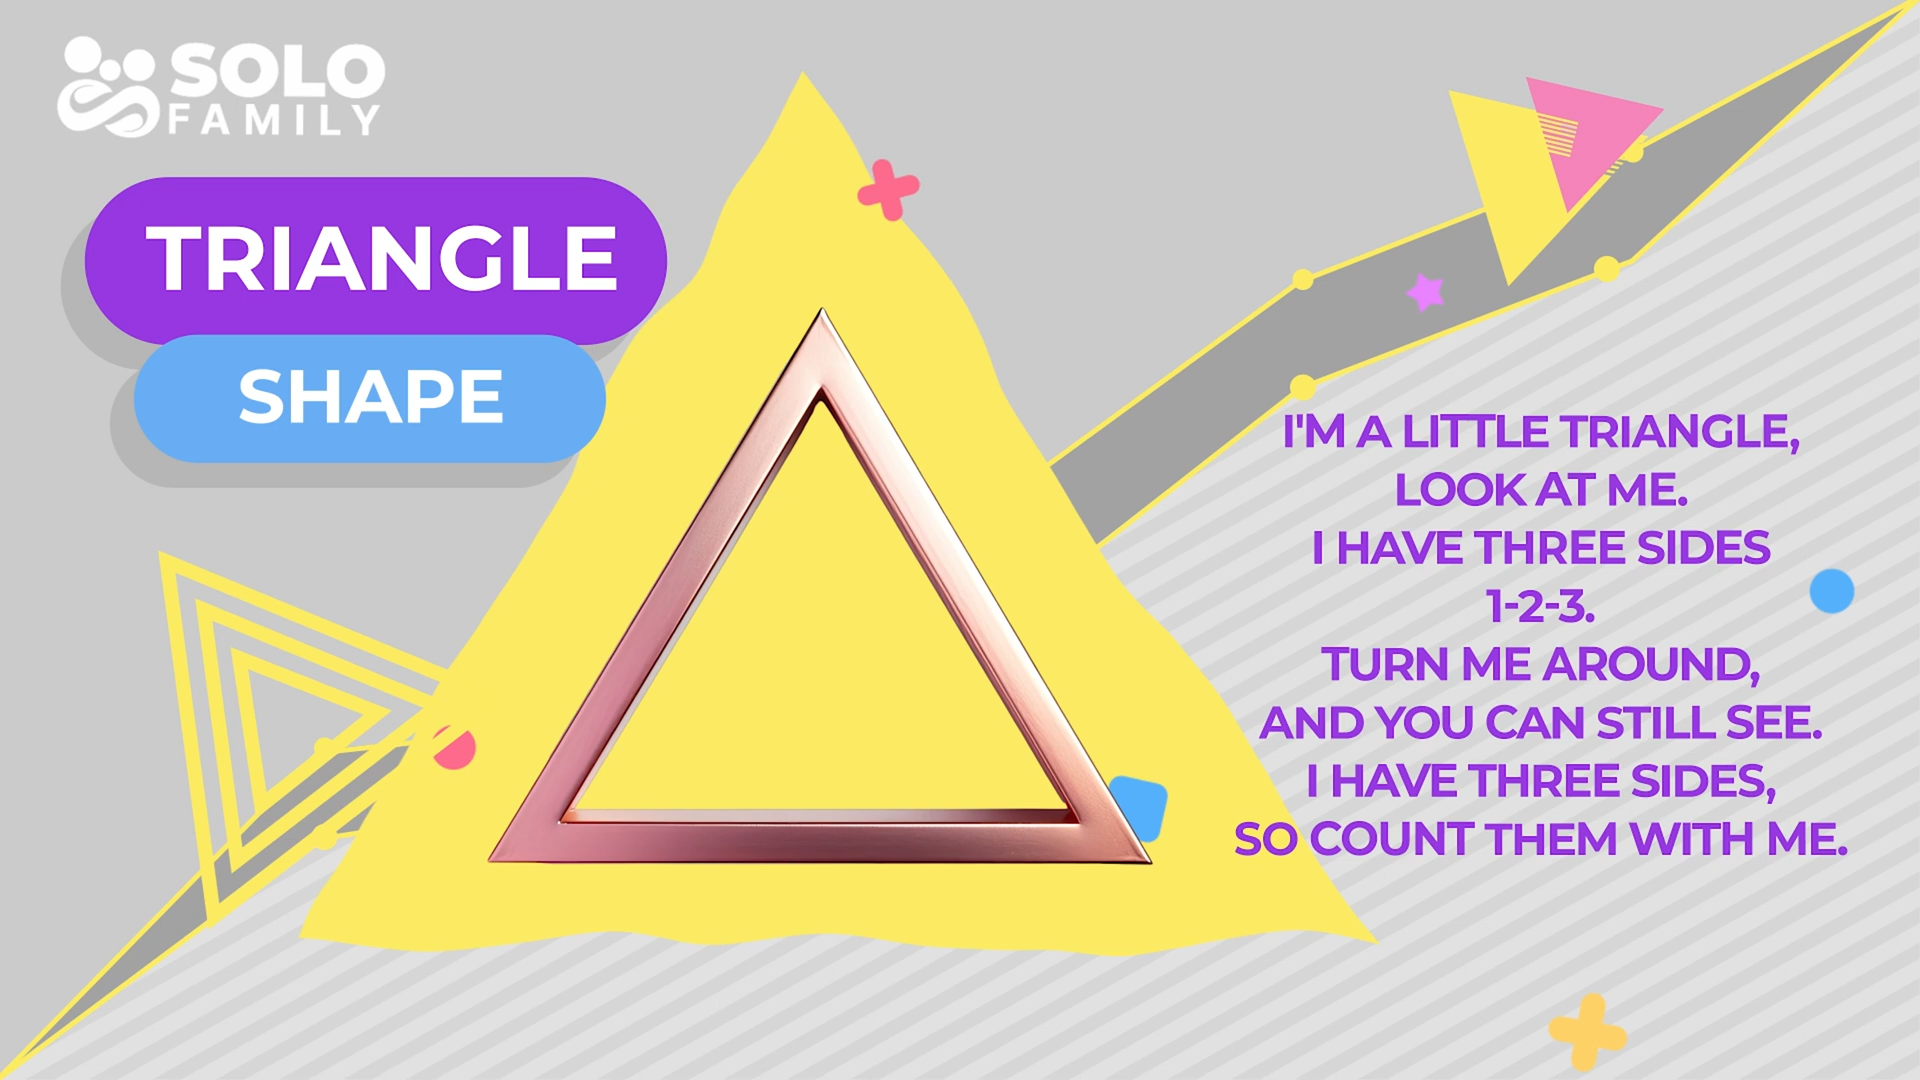 SOLO
FAMILY
TRIANGLE
SHAPE
I'M A LITTLE TRIANGLE,
LOOK AT ME.
I HAVE THREE SIDES
1-2-3.
TURN ME AROUND,
AND YOU CAN STILL SEE.
I HAVE THREE SIDES,
SO COUNT THEM WITH ME.